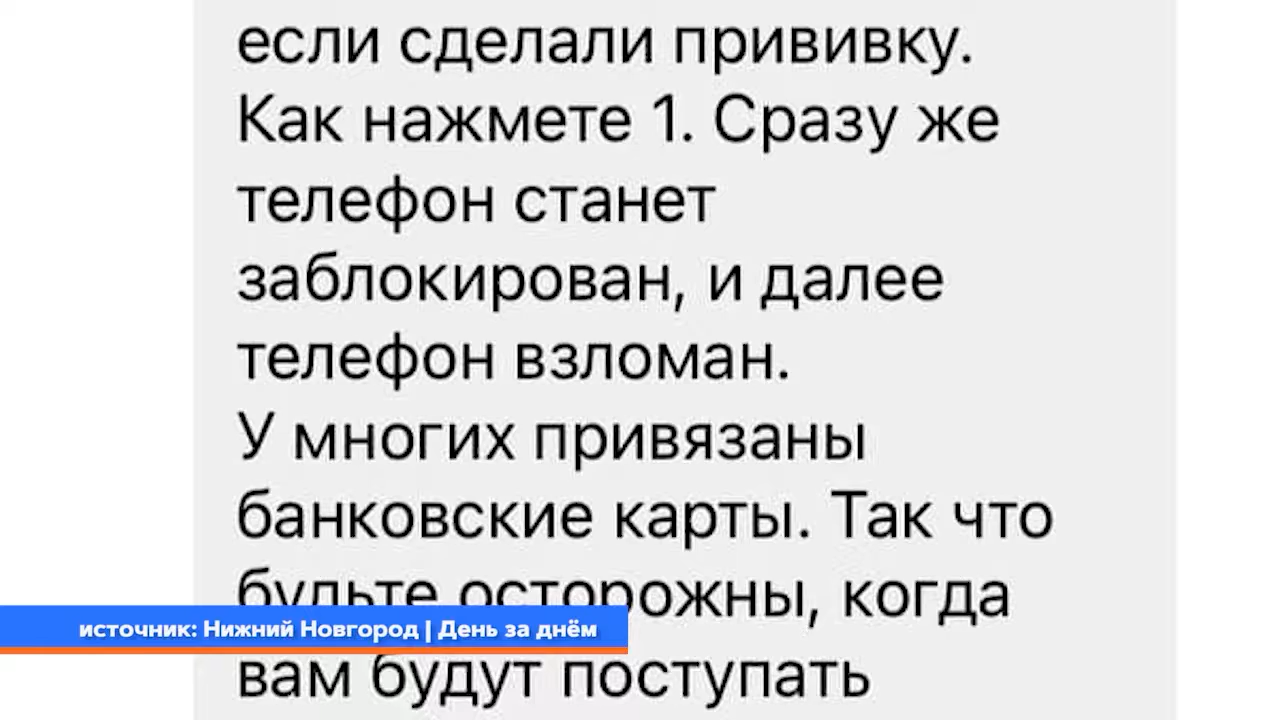 если сделали прививку.
Как нажмете 1. Сразу же
телефон станет
заблокирован, и далее
телефон взломан.
У многих привязаны
банковские карты. Так что
будьте осторожны, когда
источник: Нижний Новгород | День за днём
вам будут поступать